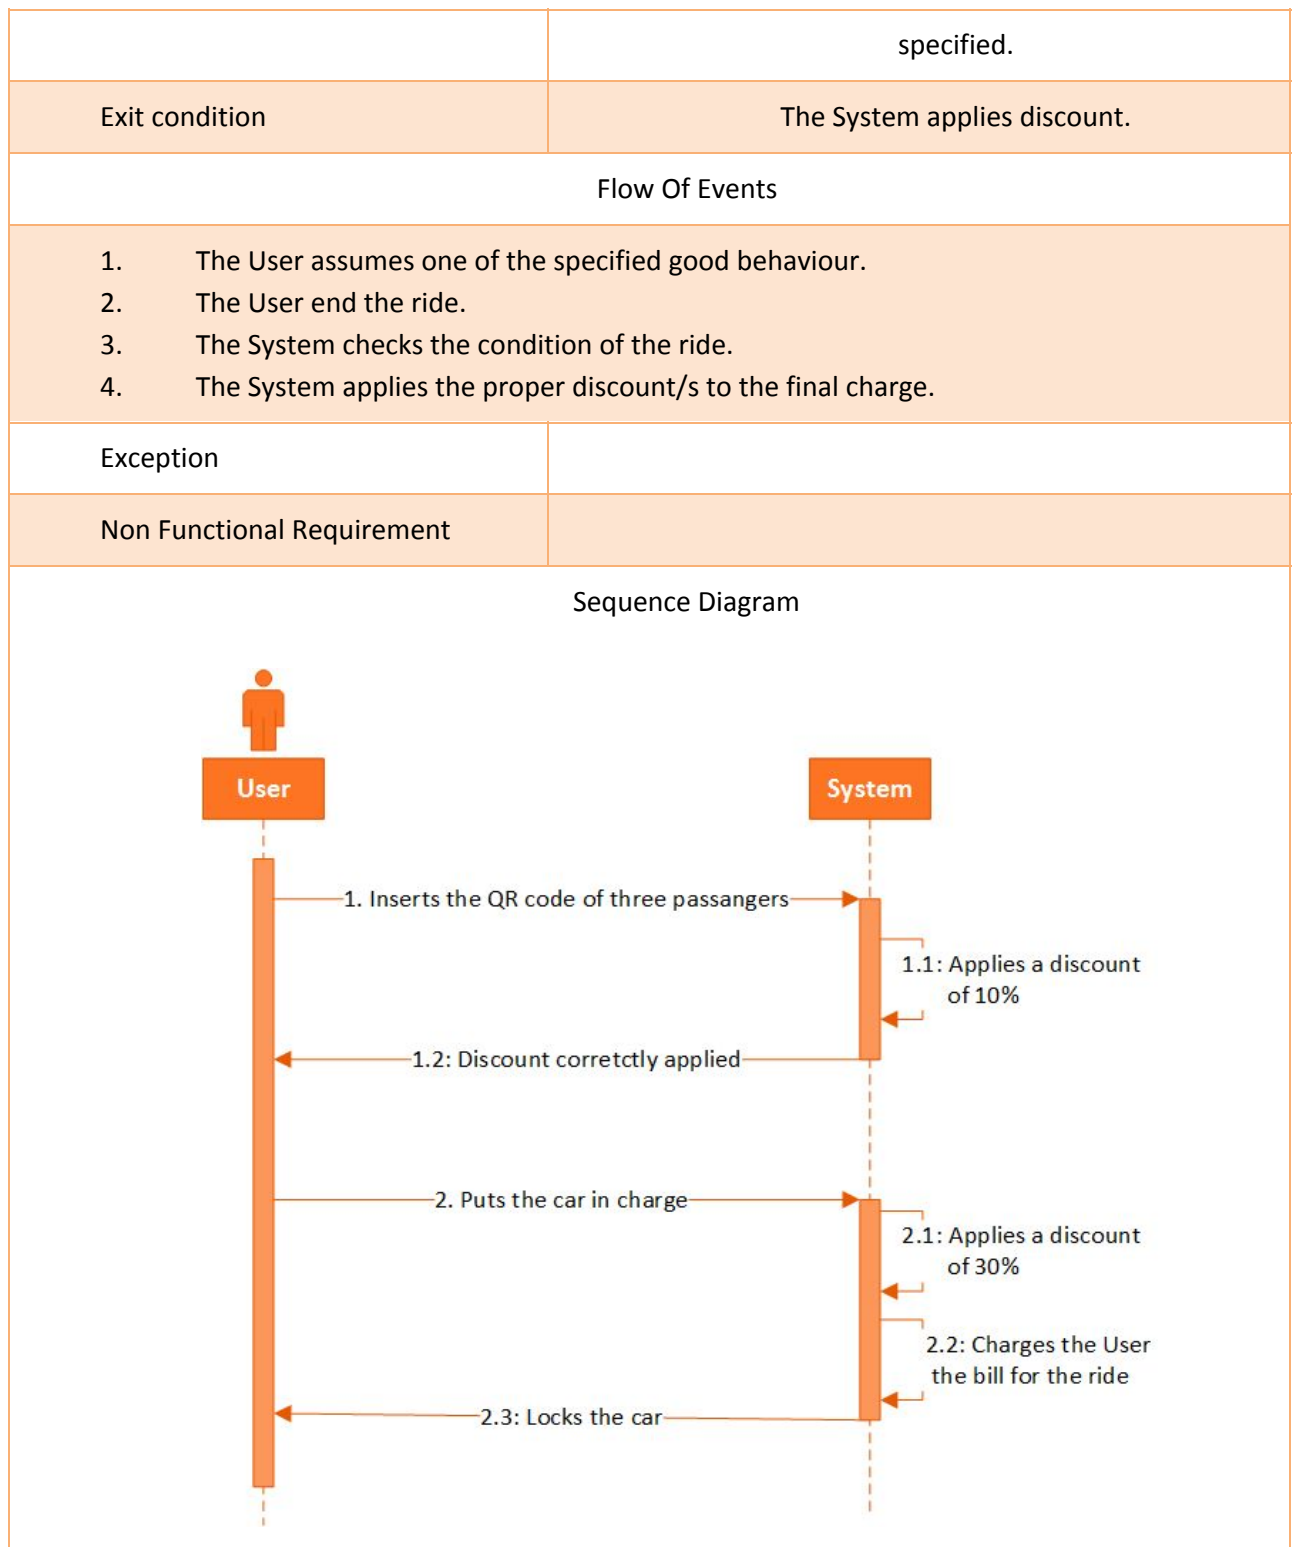 specified.
Exit condition
The System applies discount.
Flow Of Events
1. The User assumes one of the specified good behaviour.
2. The User end the ride.
3. The System checks the condition of the ride.
4. The System applies the proper discount/s to the final charge.
Exception
Non Functional Requirement
Sequence Diagram
User
System
1. Inserts the QR code of three passangers
1.1: Applies a discount
of 10%
1.2: Discount corretctly applied
2. Puts the car in charge
2.1: Applies a discount
of 30%
2.2: Charges the User
the bill for the ride
2.3: Locks the car